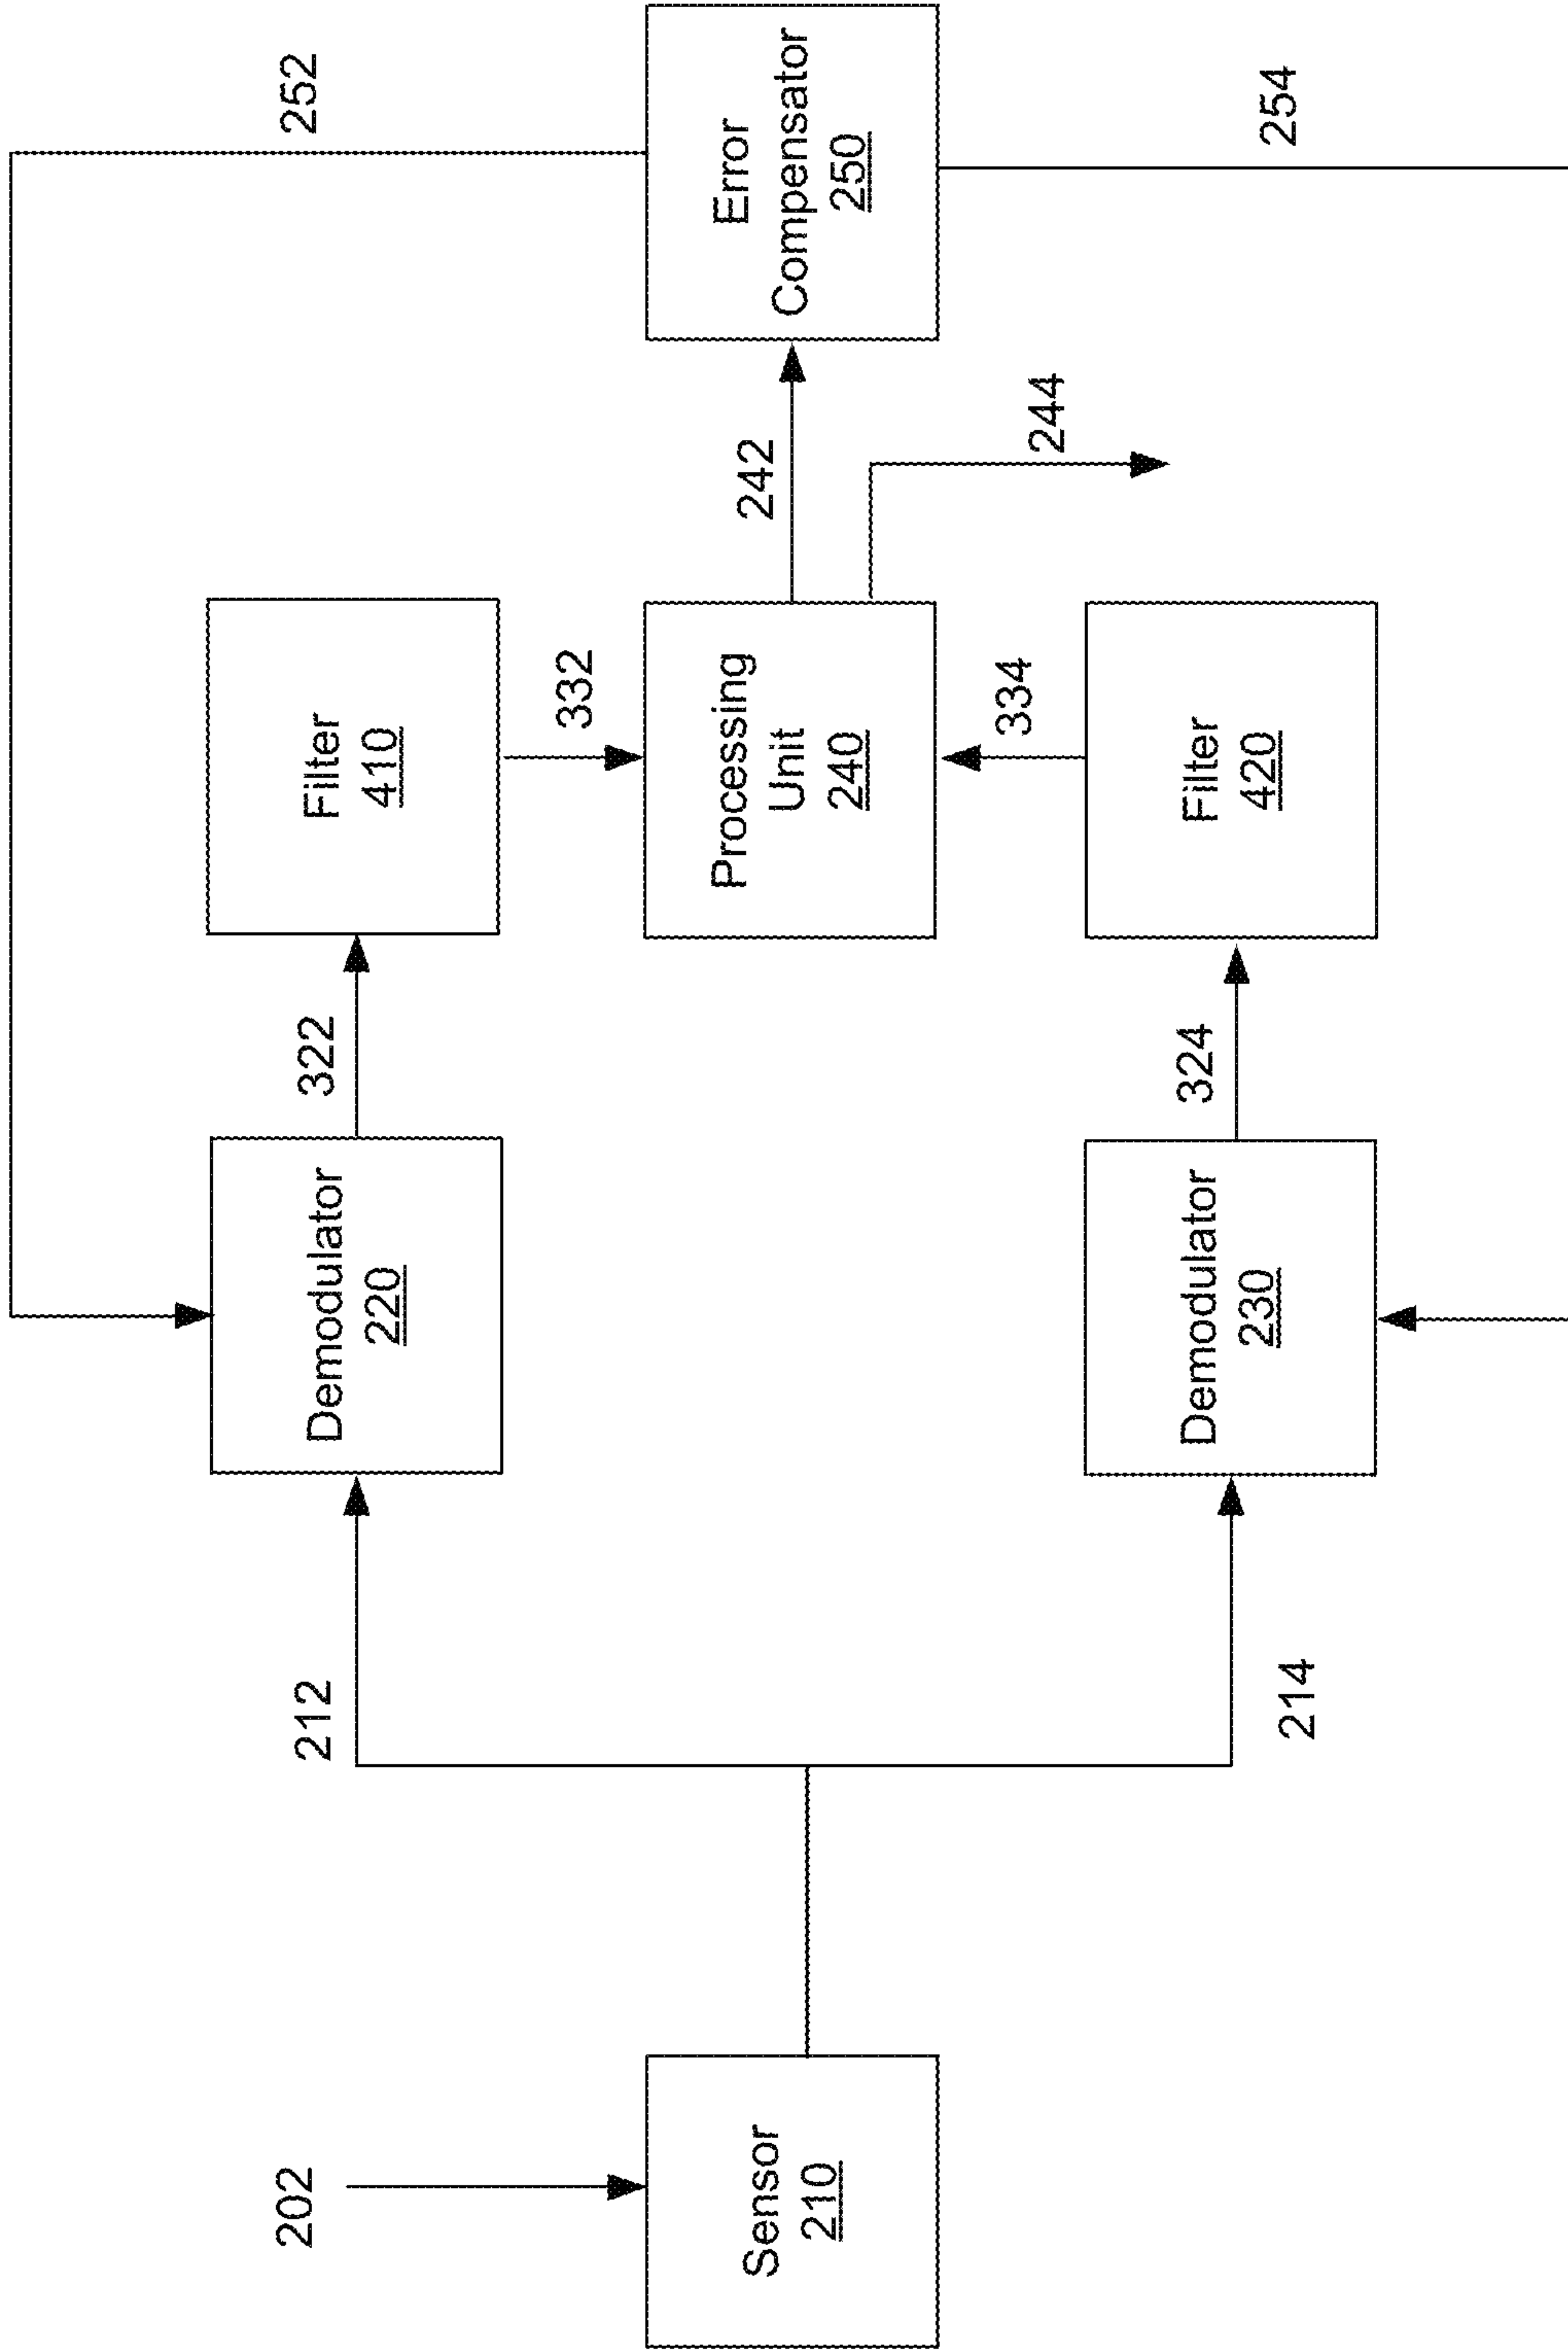 252
Filter
410
322
Demodulator
220
212
202
332
Error
Compensator
250
242
Processing
Unit
240
Sensor
210
244
334
254
Filter
420
324
Demodulator
230
214